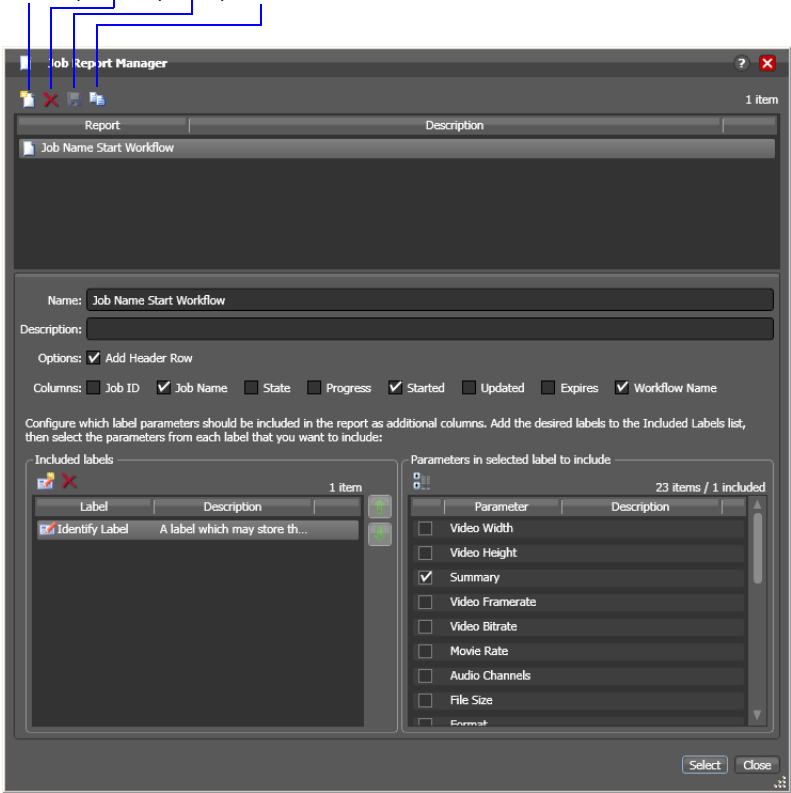 Job Report Manager
?
1 item
Report Description
Job Name Start Workflow
Name: Job Name Start Workflow
Description:
Options: Add Header Row
Columns: Job ID Job Name State Progress Started Updated Expires Workflow Name
Configure which label parameters should be included in the report as additional columns. Add the desired labels to the Included Labels list,
then select the parameters from each label that you want to include:
Included labels
1 item
Label Description
Identify Label A label which may store th...
Parameters in selected label to include
23 items / 1 included
Parameter Description
Video Width
Video Height
Summary
Video Framerate
Video Bitrate
Movie Rate
Audio Channels
File Size
Format
Select Close